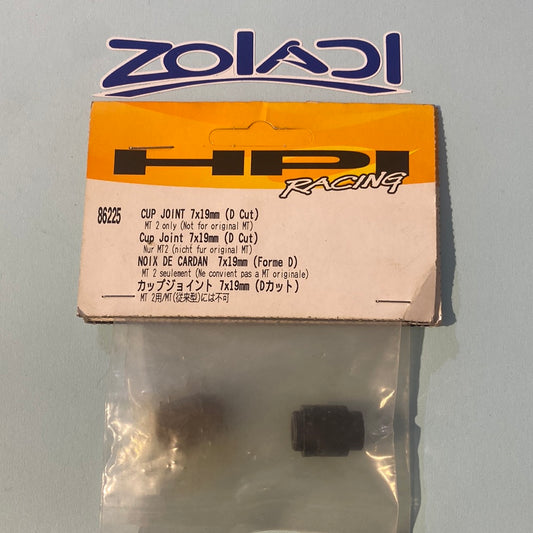 ZOIADI
HPI
RACING
86225 CUP JOINT 7x19mm (D Cut)
MT 2 only (Not for original MT)
Cup Joint 7x19mm (D Cut)
Nur MT2 (nicht fur original MT)
NOIX DE CARDAN 7x19mm (Forme D)
MT 2 seulement (Ne convient pas a MT originale)
カップジョイント 7x19mm (Dカット)
MT 2用/MT(従来型)には不可